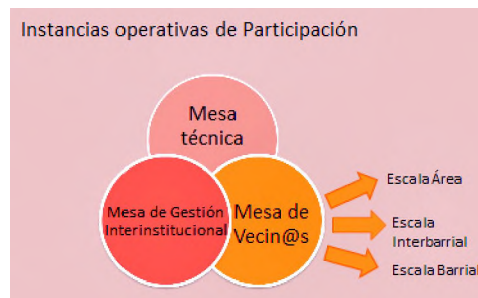 Instancias operativas de Participación
Mesa
técnica
Mesa de Gestión
Interinstitucional
Mesa de
Vecin@s
Escala Área
Escala
Interbarrial
Escala Barrial